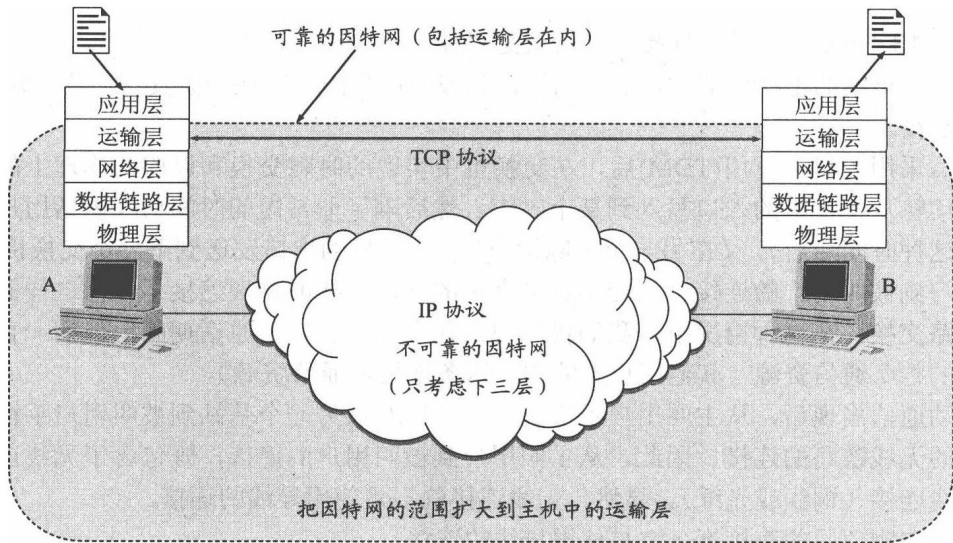 可靠的因特网（包括运输层在内）
应用层
运输层
网络层
数据链路层
物理层
A
TCP 协议
应用层
运输层
网络层
数据链路层
物理层
B
IP 协议
不可靠的因特网
（只考虑下三层）
把因特网的范围扩大到主机中的运输层